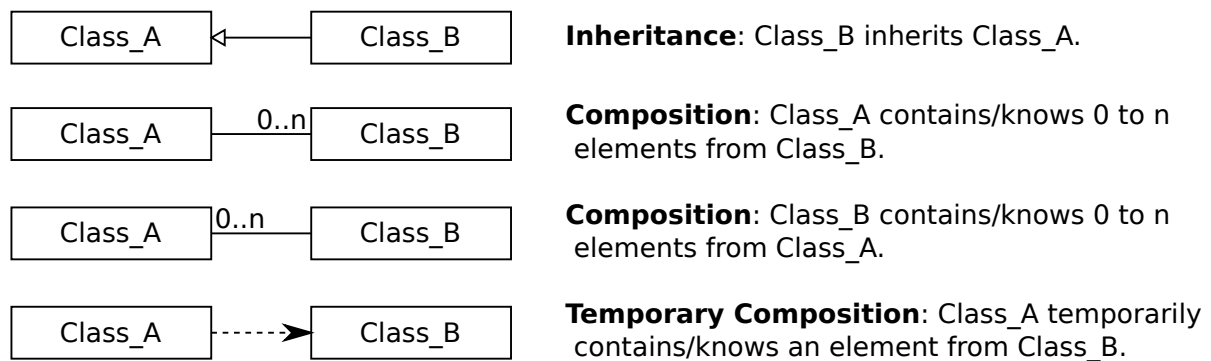 Class_A Class_B Inheritance: Class_B inherits Class_A.
Class_A 0..n Class_B Composition: Class_A contains/knows 0 to n
elements from Class_B.
Class_A 0..n Class_B Composition: Class_B contains/knows 0 to n
elements from Class_A.
Class_A Class_B Temporary Composition: Class_A temporarily
contains/knows an element from Class_B.